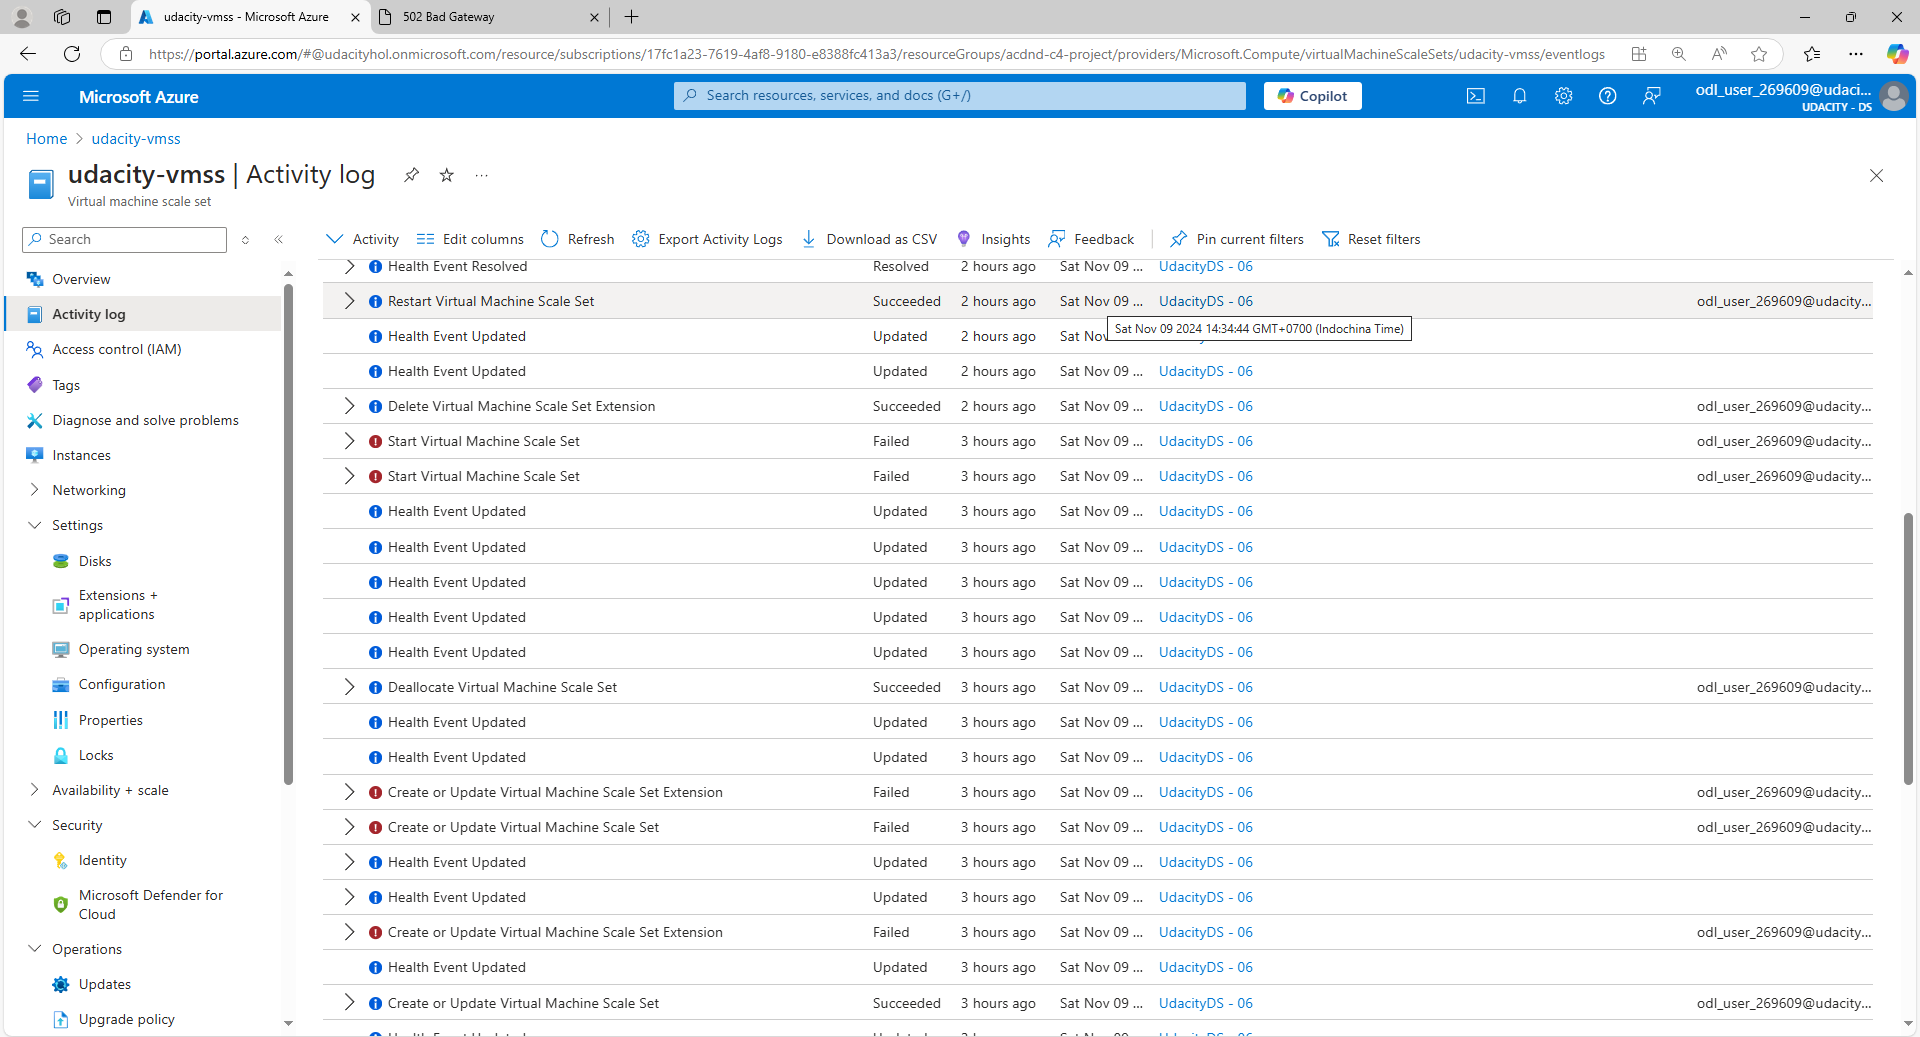 udacity-vmss - Microsoft Azure
502 Bad Gateway
https://portal.azure.com/#@udacityhol.onmicrosoft.com/resource/subscriptions/17fc1a23-7619-4af8-9180-e8388fc413a3/resourceGroups/acdnd-c4-project/providers/Microsoft.Compute/virtualMachineScaleSets/udacity-vmss/eventlogs
Microsoft Azure
Search resources, services, and docs (G+/)
Copilot
odl_user_269609@udaci...
UDACITY - DS
Home > udacity-vmss
udacity-vmss | Activity log
Virtual machine scale set
Search
Activity Edit columns Refresh Export Activity Logs Download as CSV Insights Feedback Pin current filters Reset filters
Overview
Activity log
Access control (IAM)
Tags
Diagnose and solve problems
Instances
Networking
Settings
Disks
Extensions +
applications
Operating system
Configuration
Properties
Locks
Availability + scale
Security
Identity
Microsoft Defender for
Cloud
Operations
Updates
Upgrade policy
Health Event Resolved Resolved 2 hours ago Sat Nov 09 ... UdacityDS - 06
Restart Virtual Machine Scale Set Succeeded 2 hours ago Sat Nov 09 ... UdacityDS - 06 odl_user_269609@udacity...
Sat Nov 09 2024 14:34:44 GMT+0700 (Indochina Time)
Health Event Updated Updated 2 hours ago Sat Nov
Health Event Updated Updated 2 hours ago Sat Nov 09 ... UdacityDS - 06
Delete Virtual Machine Scale Set Extension Succeeded 2 hours ago Sat Nov 09 ... UdacityDS - 06 odl_user_269609@udacity...
Start Virtual Machine Scale Set Failed 3 hours ago Sat Nov 09 ... UdacityDS - 06 odl_user_269609@udacity...
Start Virtual Machine Scale Set Failed 3 hours ago Sat Nov 09 ... UdacityDS - 06 odl_user_269609@udacity...
Health Event Updated Updated 3 hours ago Sat Nov 09 ... UdacityDS - 06
Health Event Updated Updated 3 hours ago Sat Nov 09 ... UdacityDS - 06
Health Event Updated Updated 3 hours ago Sat Nov 09 ... UdacityDS - 06
Health Event Updated Updated 3 hours ago Sat Nov 09 ... UdacityDS - 06
Health Event Updated Updated 3 hours ago Sat Nov 09 ... UdacityDS - 06
Deallocate Virtual Machine Scale Set Succeeded 3 hours ago Sat Nov 09 ... UdacityDS - 06 odl_user_269609@udacity...
Health Event Updated Updated 3 hours ago Sat Nov 09 ... UdacityDS - 06
Health Event Updated Updated 3 hours ago Sat Nov 09 ... UdacityDS - 06
Create or Update Virtual Machine Scale Set Extension Failed 3 hours ago Sat Nov 09 ... UdacityDS - 06 odl_user_269609@udacity...
Create or Update Virtual Machine Scale Set Failed 3 hours ago Sat Nov 09 ... UdacityDS - 06 odl_user_269609@udacity...
Health Event Updated Updated 3 hours ago Sat Nov 09 ... UdacityDS - 06
Health Event Updated Updated 3 hours ago Sat Nov 09 ... UdacityDS - 06
Create or Update Virtual Machine Scale Set Extension Failed 3 hours ago Sat Nov 09 ... UdacityDS - 06 odl_user_269609@udacity...
Health Event Updated Updated 3 hours ago Sat Nov 09 ... UdacityDS - 06
Create or Update Virtual Machine Scale Set Succeeded 3 hours ago Sat Nov 09 ... UdacityDS - 06 odl_user_269609@udacity...